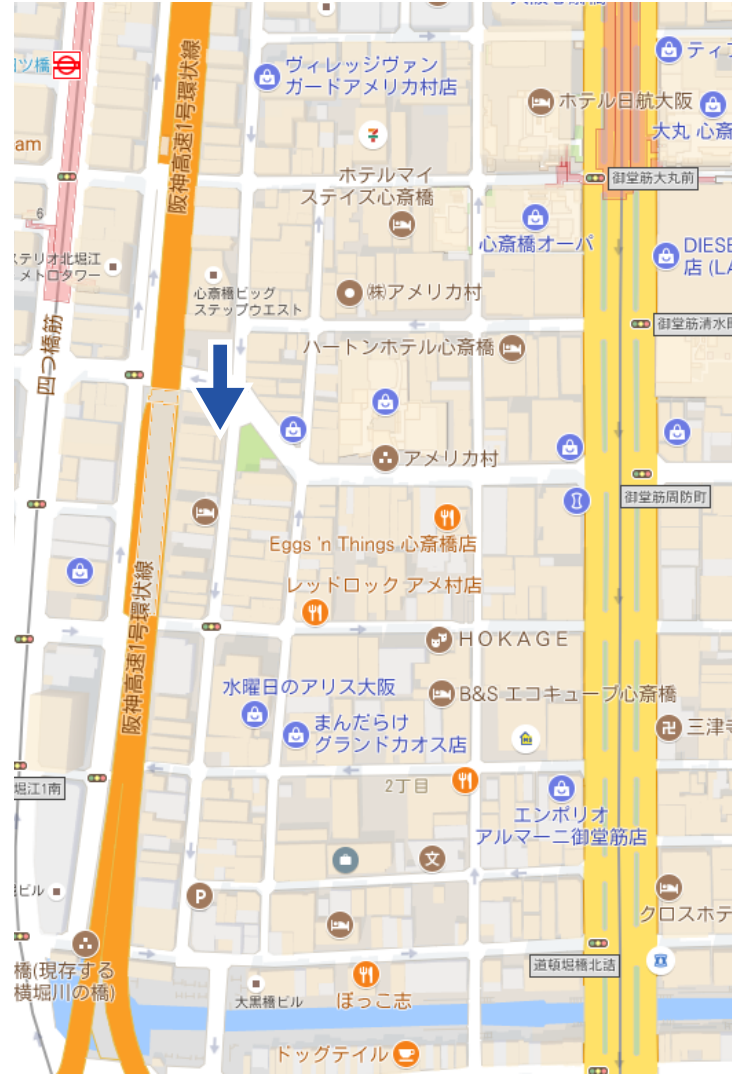 ティ
ヴィレッジヴァン
ガードアメリカ村店
ホテル日航大阪
大丸 心斎
am
阪神高速1号環状線
ホテルマイ
ステイズ心斎橋
御堂筋大丸前
6
心斎橋オーパ
DIESE
店 (LA
ステリオ北堀江
メトロタワー
心斎橋ビッグ
ステップウエスト
㈱アメリカ村
御堂筋清水町
四つ橋筋
ハートンホテル心斎橋
アメリカ村
御堂筋周防町
Eggs 'n Things 心斎橋店
レッドロック アメ村店
阪神高速1号環状線
HOKAGE
水曜日のアリス大阪
B&S エコキューブ心斎橋
まんだらけ
グランドカオス店
三津寺
堀江1南
2丁目
エンポリオ
アルマーニ御堂筋店
文
P
ビル
クロスホテ
道頓堀橋北詰
橋(現存する
横堀川の橋)
大黒橋ビル
ぼっこ志
ドッグテイル